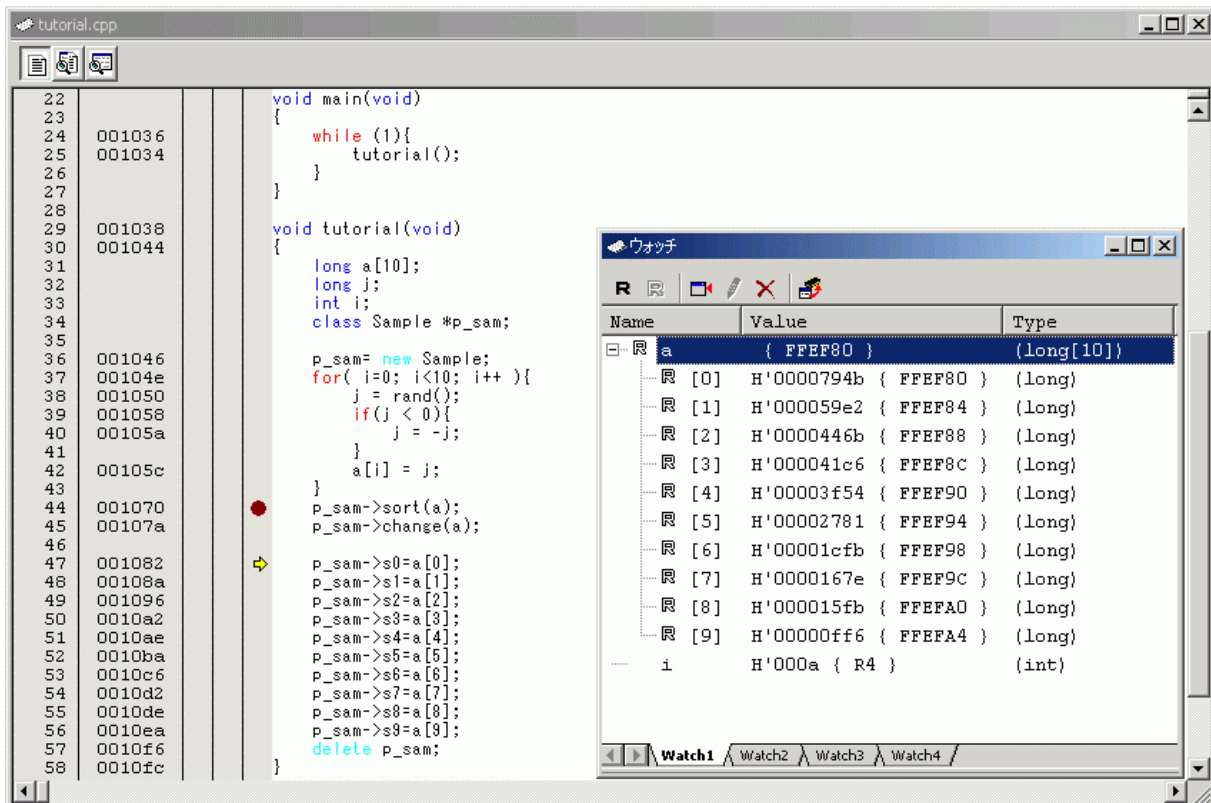 tutorial.cpp
22 void main(void)
23 {
24 001036 while (1){
25 001034 tutorial();
26 }
27 }
28
29 001038 void tutorial(void)
30 001044 {
31 long a[10];
32 long j;
33 int i;
34 class Sample *p_sam;
35
36 001046 p_sam= new Sample;
37 00104e for( i=0; i<10; i++ ){
38 001050 j = rand();
39 001058 if(j < 0){
40 00105a j = -j;
41 }
42 00105c a[i] = j;
43 }
44 001070 p_sam->sort(a);
45 00107a p_sam->change(a);
46
47 001082 p_sam->s0=a[0];
48 00108a p_sam->s1=a[1];
49 001096 p_sam->s2=a[2];
50 0010a2 p_sam->s3=a[3];
51 0010ae p_sam->s4=a[4];
52 0010ba p_sam->s5=a[5];
53 0010c6 p_sam->s6=a[6];
54 0010d2 p_sam->s7=a[7];
55 0010de p_sam->s8=a[8];
56 0010ea p_sam->s9=a[9];
57 0010f6 delete p_sam;
58 0010fc }
ウォッチ
R R
Name Value Type
R a { FFEF80 } (long[10])
R [0] H'0000794b { FFEF80 } (long)
R [1] H'000059e2 { FFEF84 } (long)
R [2] H'0000446b { FFEF88 } (long)
R [3] H'000041c6 { FFEF8C } (long)
R [4] H'00003f54 { FFEF90 } (long)
R [5] H'00002781 { FFEF94 } (long)
R [6] H'00001cfb { FFEF98 } (long)
R [7] H'0000167e { FFEF9C } (long)
R [8] H'000015fb { FFEFA0 } (long)
R [9] H'00000ff6 { FFEFA4 } (long)
i H'000a { R4 } (int)
Watch1 Watch2 Watch3 Watch4